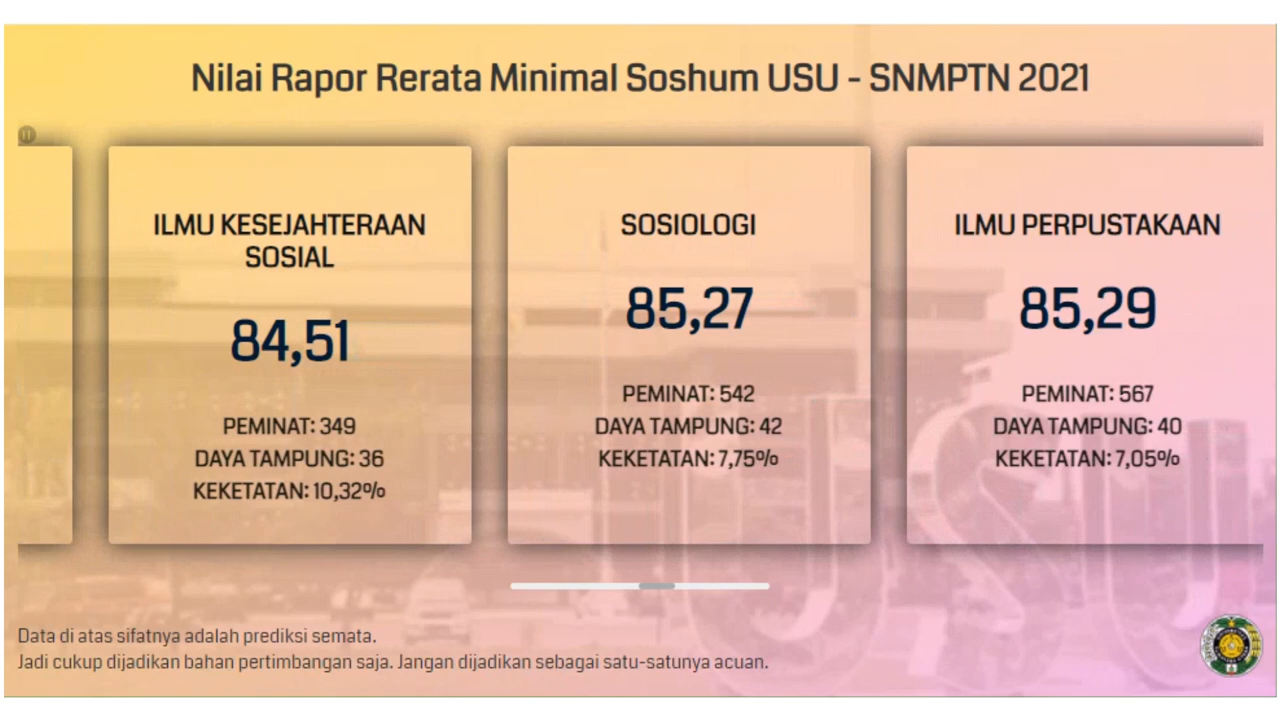 Nilai Rapor Rerata Minimal Soshum USU - SNMPTN 2021
ILMU KESEJAHTERAAN
SOSIAL
84,51
PEMINAT: 349
DAYA TAMPUNG: 36
KEKETATAN: 10,32%
SOSIOLOGI
85,27
PEMINAT: 542
DAYA TAMPUNG: 42
KEKETATAN: 7,75%
ILMU PERPUSTAKAAN
85,29
PEMINAT: 567
DAYA TAMPUNG: 40
KEKETATAN: 7,05%
USU
Data di atas sifatnya adalah prediksi semata.
Jadi cukup dijadikan bahan pertimbangan saja. Jangan dijadikan sebagai satu-satunya acuan.